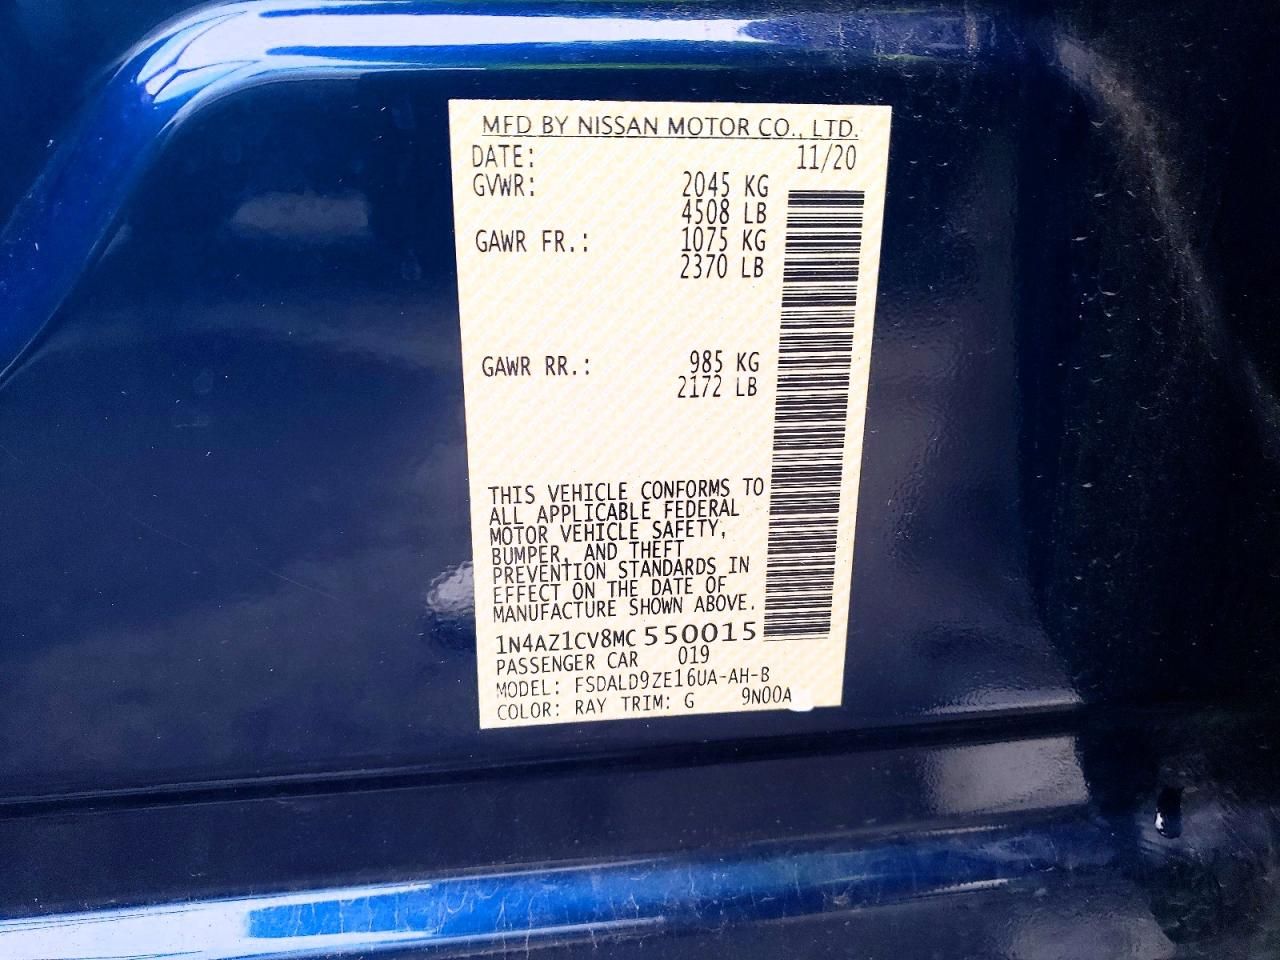 MFD BY NISSAN MOTOR CO., LTD.
DATE: 11/20
GVWR: 2045 KG
4508 LB
GAWR FR.: 1075 KG
2370 LB
GAWR RR.: 985 KG
2172 LB
THIS VEHICLE CONFORMS TO
ALL APPLICABLE FEDERAL
MOTOR VEHICLE SAFETY,
BUMPER, AND THEFT
PREVENTION STANDARDS IN
EFFECT ON THE DATE OF
MANUFACTURE SHOWN ABOVE.
1N4AZ1CV8MC550015
PASSENGER CAR 019
MODEL: FSDALD9ZE16UA-AH-B
COLOR: RAY TRIM: G 9N00A